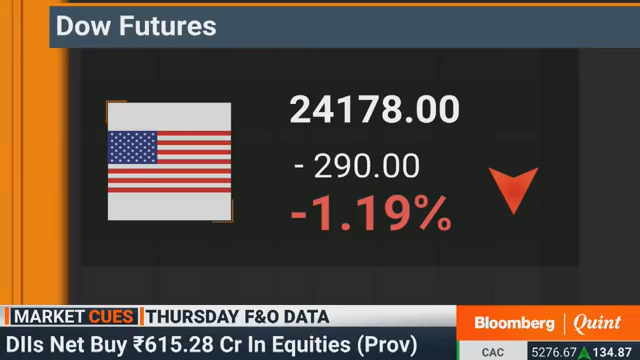 Dow Futures
24178.00
- 290.00
-1.19%
MARKET CUES THURSDAY F&O DATA
Bloomberg | Quint
DIIs Net Buy ₹615.28 Cr In Equities (Prov)
CAC 5276.67 ▲ 134.87